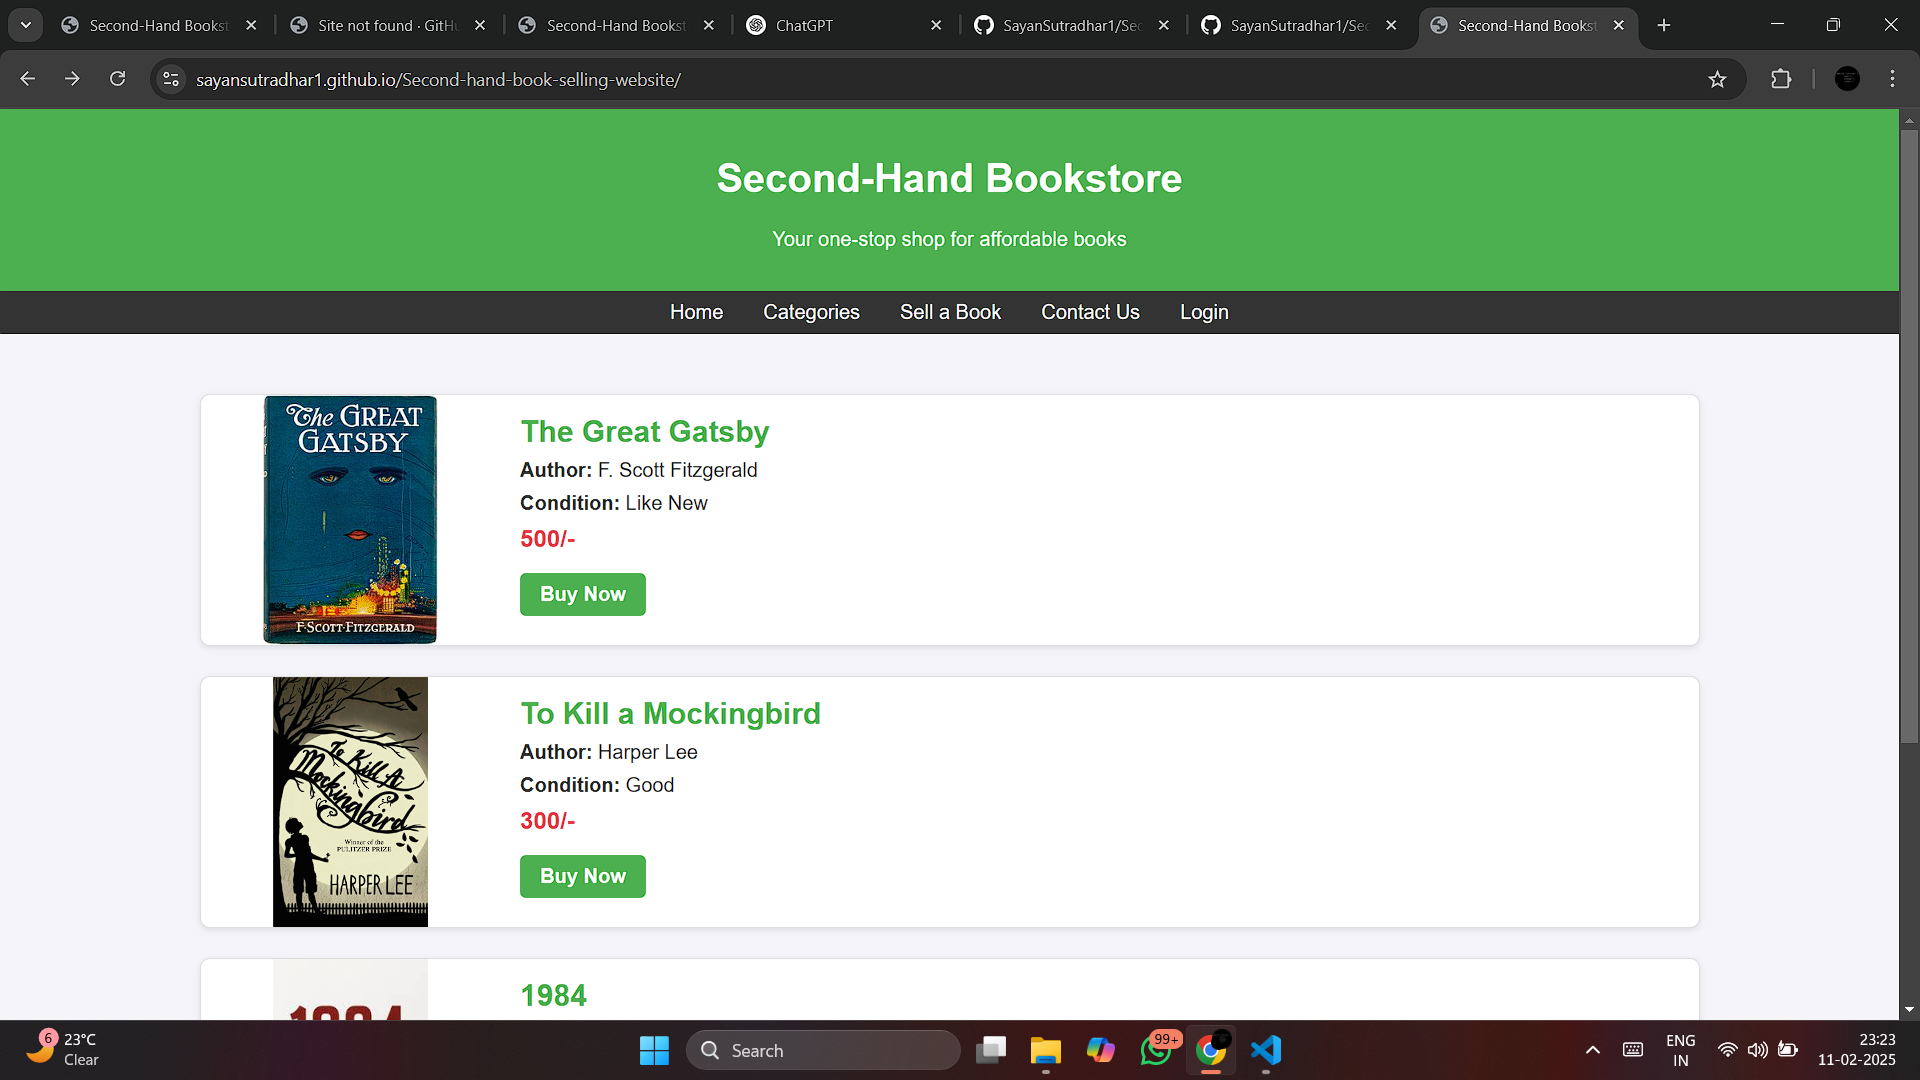 Second-Hand Bookst
Site not found · GitHu
Second-Hand Bookst
ChatGPT
SayanSutradhar1/Sec
SayanSutradhar1/Sec
Second-Hand Bookst
sayansutradhar1.github.io/Second-hand-book-selling-website/
Second-Hand Bookstore
Your one-stop shop for affordable books
Home Categories Sell a Book Contact Us Login
The GREAT
GATSBY
F·SCOTT·FITZGERALD
The Great Gatsby
Author: F. Scott Fitzgerald
Condition: Like New
500/-
Buy Now
To Kill A
Mockingbird
Winner of the
PULITZER PRIZE
HARPER LEE
To Kill a Mockingbird
Author: Harper Lee
Condition: Good
300/-
Buy Now
1984
1984
6
23°C
Clear
Search
99+
ENG
IN
23:23
11-02-2025